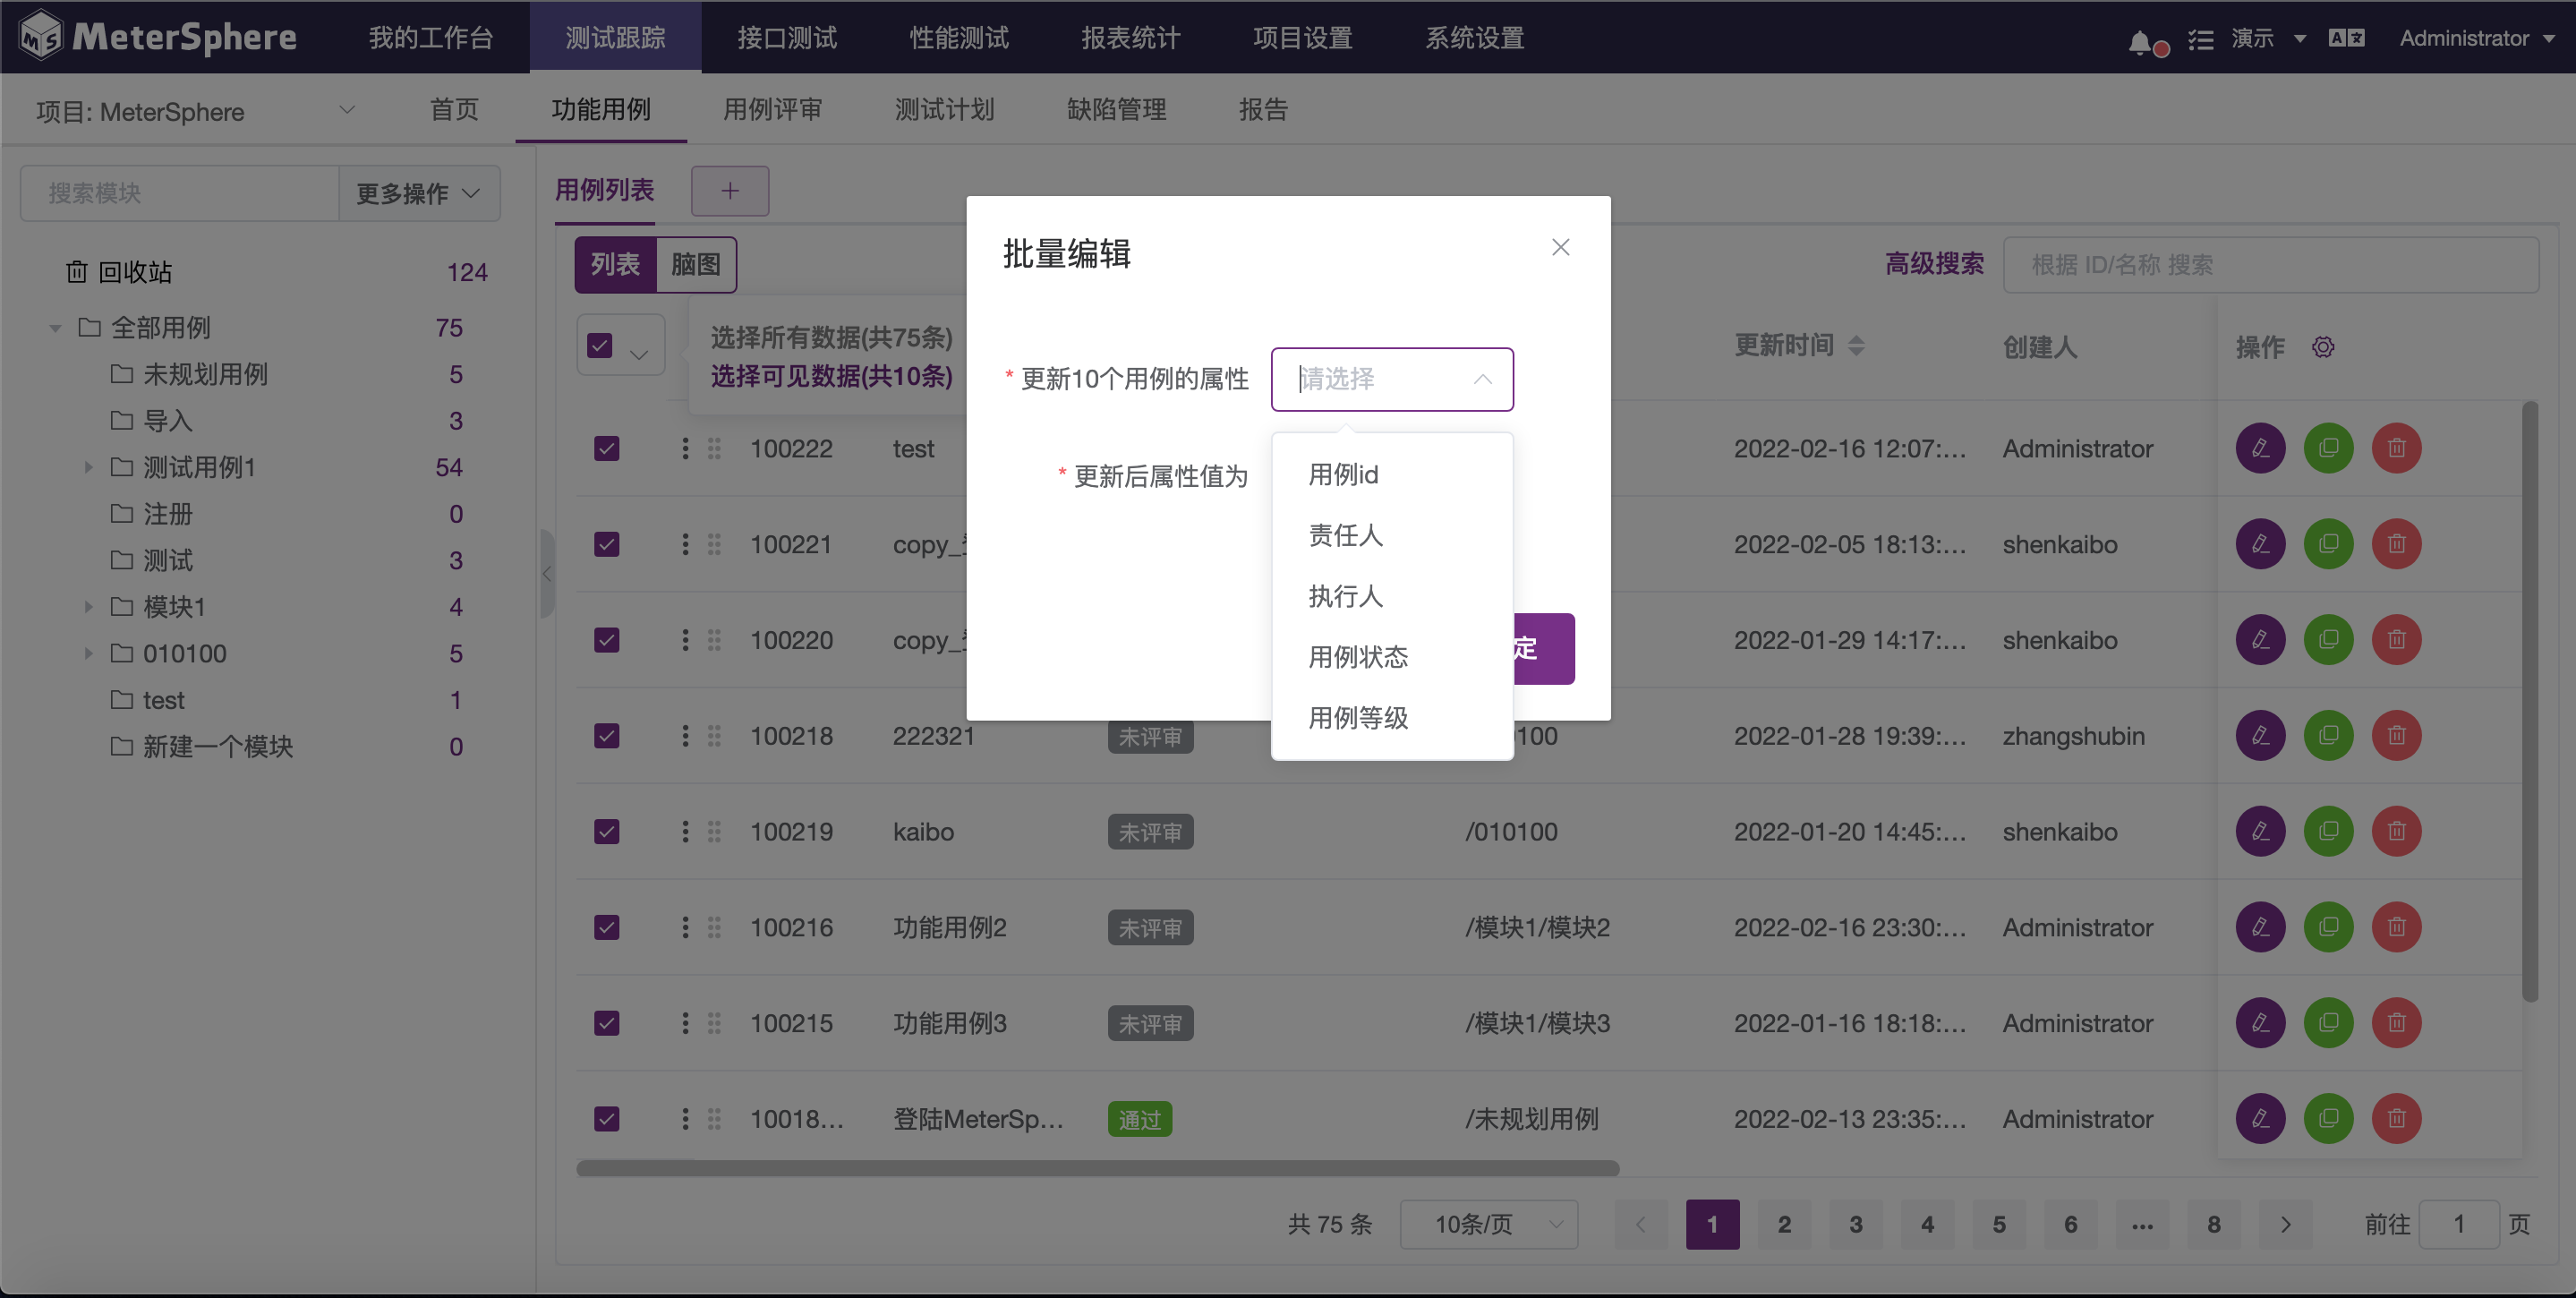 MeterSphere
我的工作台 测试跟踪 接口测试 性能测试 报表统计 项目设置 系统设置 演示 Administrator
项目: MeterSphere 首页 功能用例 用例评审 测试计划 缺陷管理 报告
搜索模块 更多操作
回收站 124
全部用例 75
未规划用例 5
导入 3
测试用例1 54
注册 0
测试 3
模块1 4
010100 5
test 1
新建一个模块 0
用例列表 +
列表 脑图
高级搜索 根据 ID/名称 搜索
选择所有数据(共75条)
选择可见数据(共10条)
更新时间 创建人 操作
100222 test 2022-02-16 12:07:... Administrator
100221 copy_ 2022-02-05 18:13:... shenkaibo
100220 copy_ 2022-01-29 14:17:... shenkaibo
100218 222321 未评审 0100 2022-01-28 19:39:... zhangshubin
100219 kaibo 未评审 /010100 2022-01-20 14:45:... shenkaibo
100216 功能用例2 未评审 /模块1/模块2 2022-02-16 23:30:... Administrator
100215 功能用例3 未评审 /模块1/模块3 2022-01-16 18:18:... Administrator
10018... 登陆MeterSp... 通过 /未规划用例 2022-02-13 23:35:... Administrator
共 75 条 10条/页 1 2 3 4 5 6 ... 8 前往 1 页
批量编辑
* 更新10个用例的属性 请选择
* 更新后属性值为
用例id
责任人
执行人
用例状态
用例等级
定